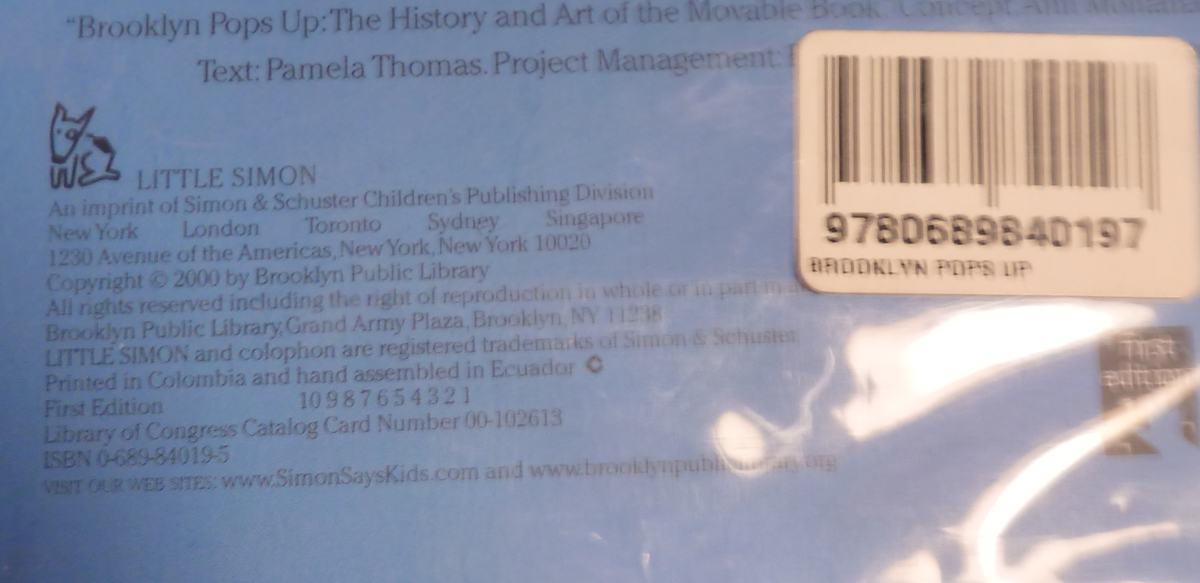 "Brooklyn Pops Up: The History and Art of the Movable Book" Concept: Ann
Text: Pamela Thomas. Project Management:
9780689840197
BROOKLYN POPS UP
LITTLE SIMON
An imprint of Simon & Schuster Children's Publishing Division
New York London Toronto Sydney Singapore
1230 Avenue of the Americas, New York, New York 10020
Copyright © 2000 by Brooklyn Public Library
All rights reserved including the right of reproduction in whole or in part in
Brooklyn Public Library, Grand Army Plaza, Brooklyn, NY 11238
LITTLE SIMON and colophon are registered trademarks of Simon & Schuster.
Printed in Colombia and hand assembled in Ecuador ©
First Edition 10 9 8 7 6 5 4 3 2 1
Library of Congress Catalog Card Number 00-102613
ISBN 0-689-84019-5
VISIT OUR WEB SITES: www.SimonSaysKids.com and www.brooklynpubliclibrary.org
first
edition